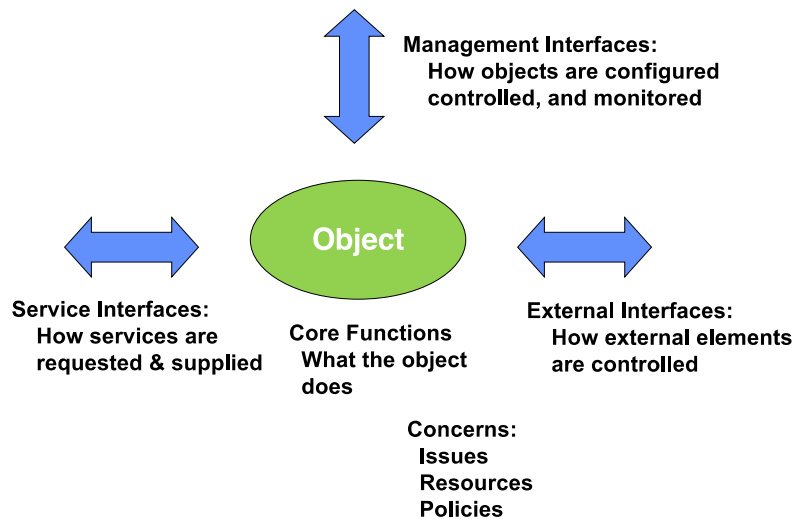 Management Interfaces:
How objects are configured
controlled, and monitored
Object
Service Interfaces:
How services are
requested & supplied
Core Functions
What the object
does
External Interfaces:
How external elements
are controlled
Concerns:
Issues
Resources
Policies